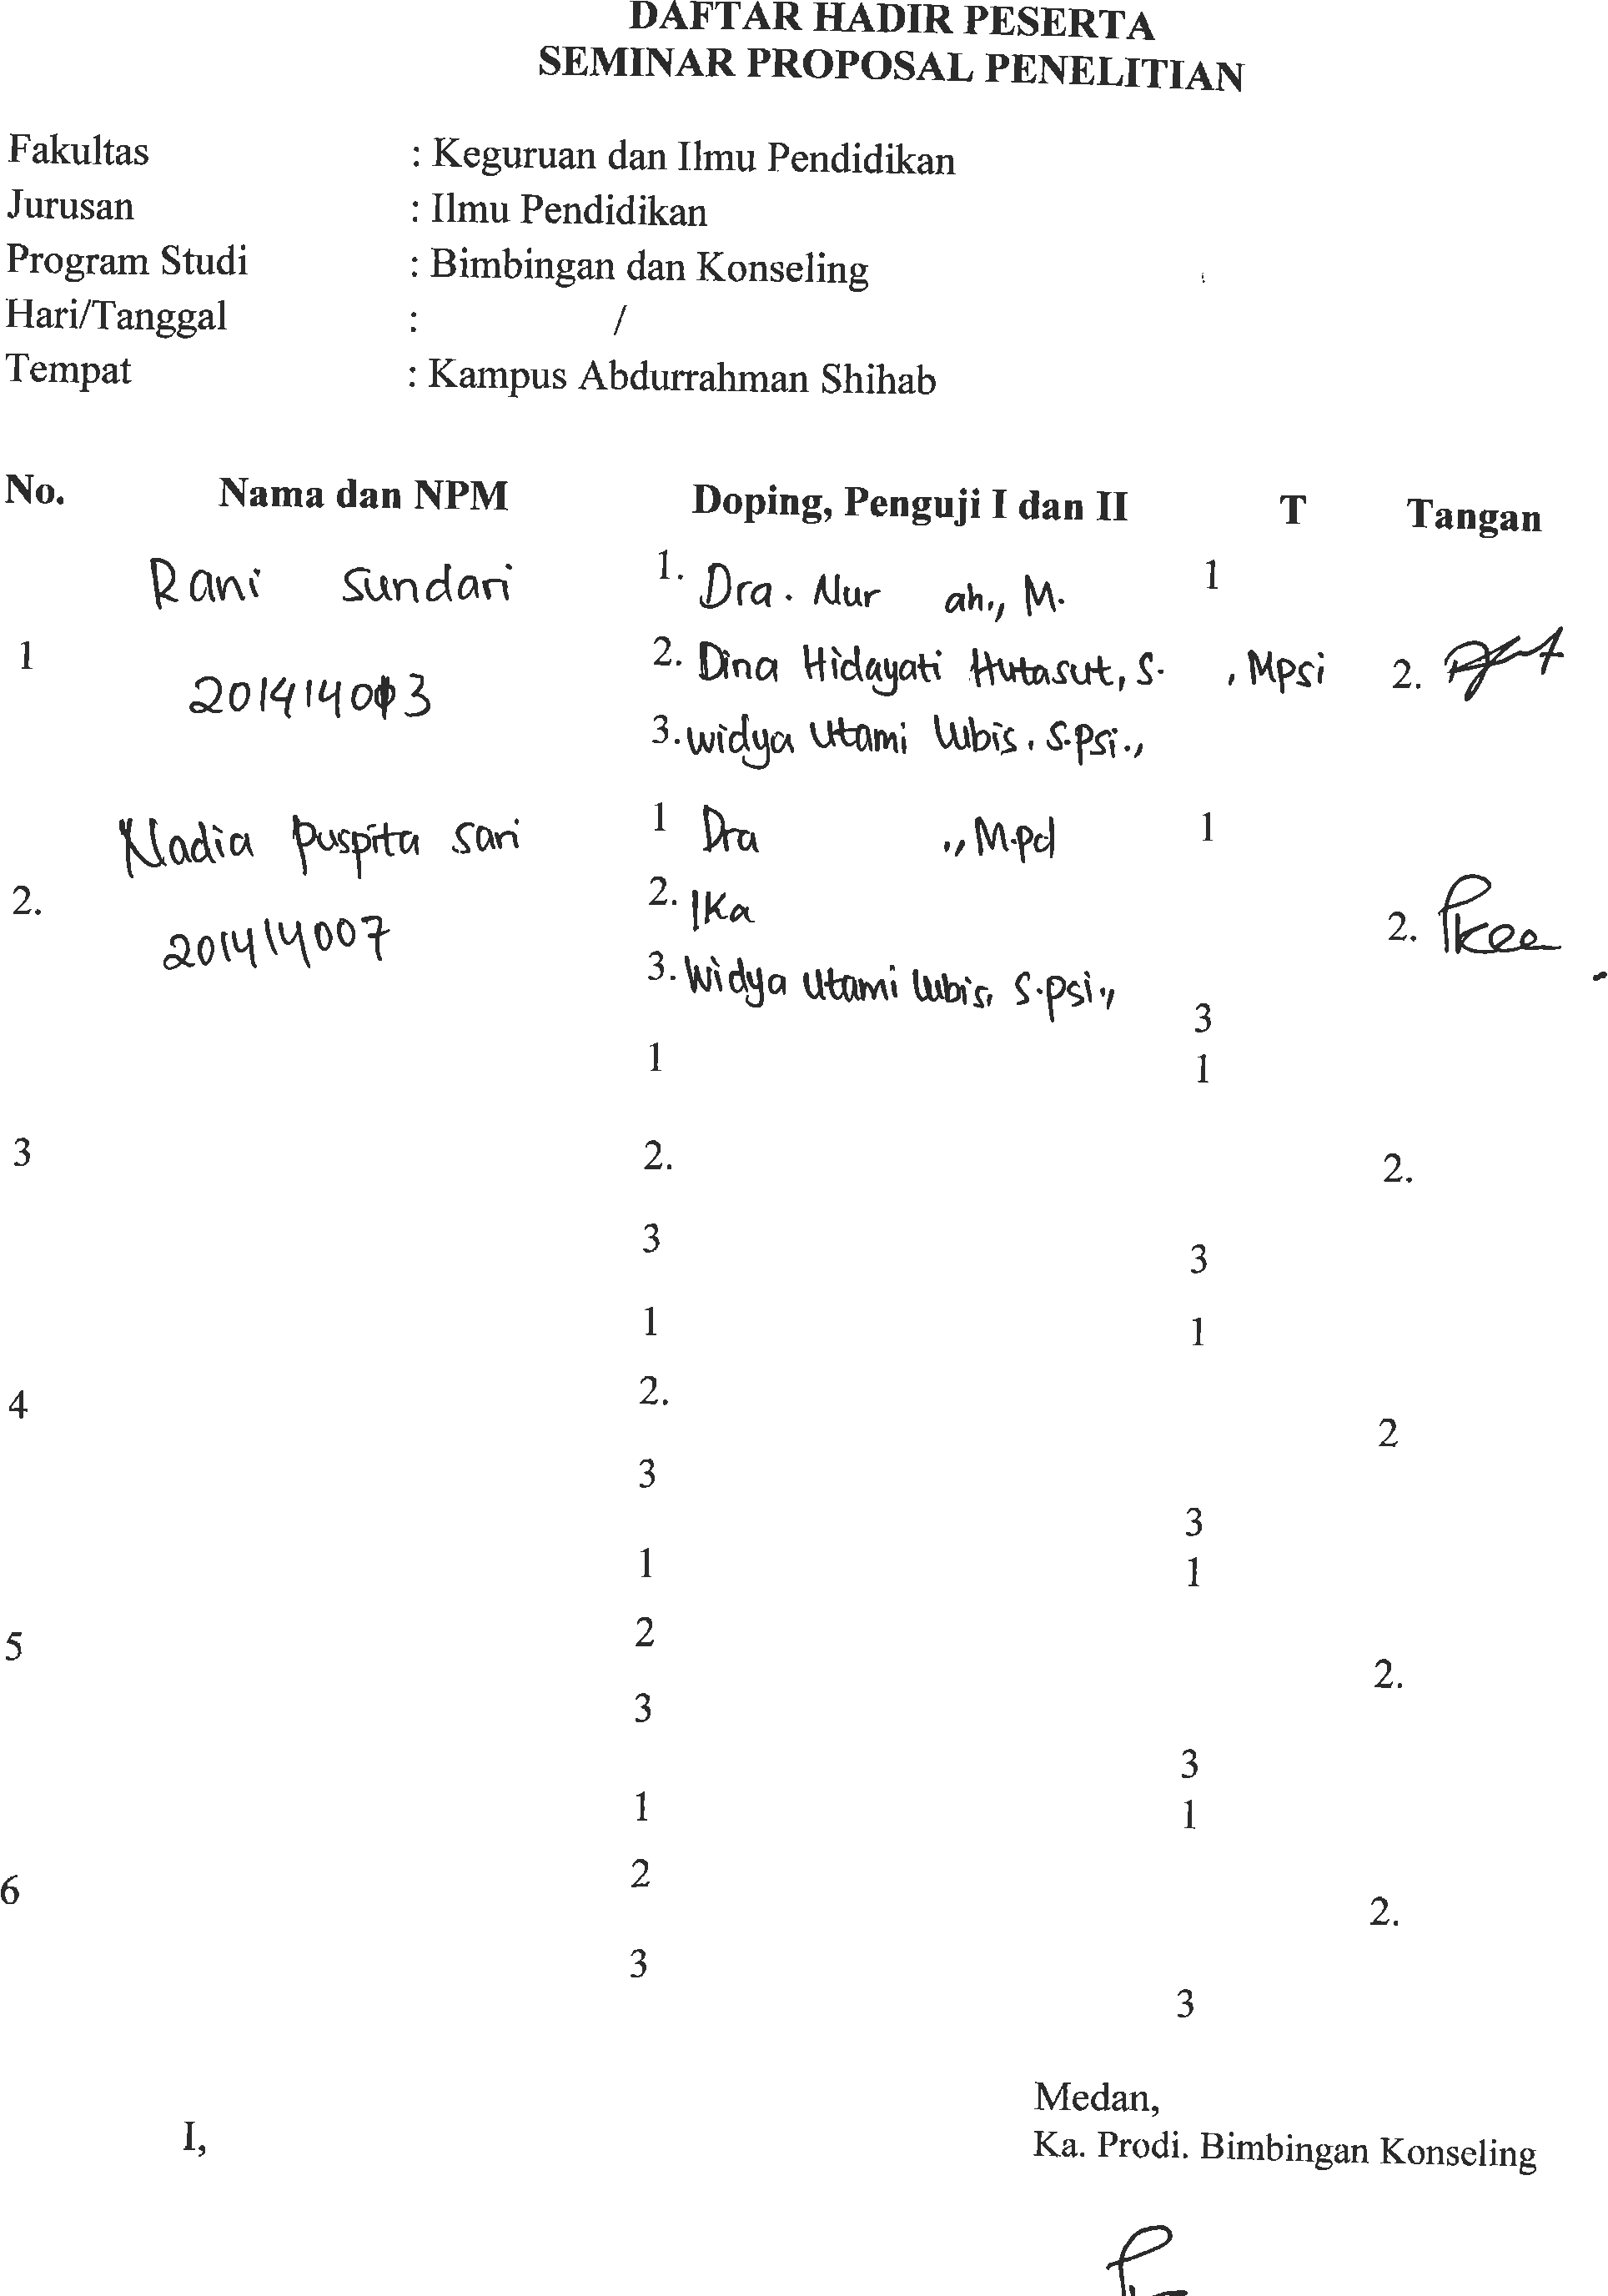 DAFTAR HADIR PESERTA
SEMINAR PROPOSAL PENELITIAN
Fakultas : Keguruan dan Ilmu Pendidikan
Jurusan : Ilmu Pendidikan
Program Studi : Bimbingan dan Konseling
Hari/Tanggal : /
Tempat : Kampus Abdurrahman Shihab
No. Nama dan NPM Doping, Penguji I dan II T Tangan
Rani Sundari 1. Dra. Nur ah., M. 1
1 2. Dina Hidayati Hutasut, S. , Mpsi 2.
201414013
3. Widya Utami Lubis. S.Psi.,
Nadia Puspita Sari 1 Dra ., M.Pd 1
2. 2. Ika 2.
201414007
3. Widya Utami Lubis, S.psi.,
3
1 1
3 2. 2.
3 3
1 1
4 2. 2
3 3
1 1
5 2 2.
3 3
1 1
6 2 2.
3 3
Medan,
I, Ka. Prodi. Bimbingan Konseling